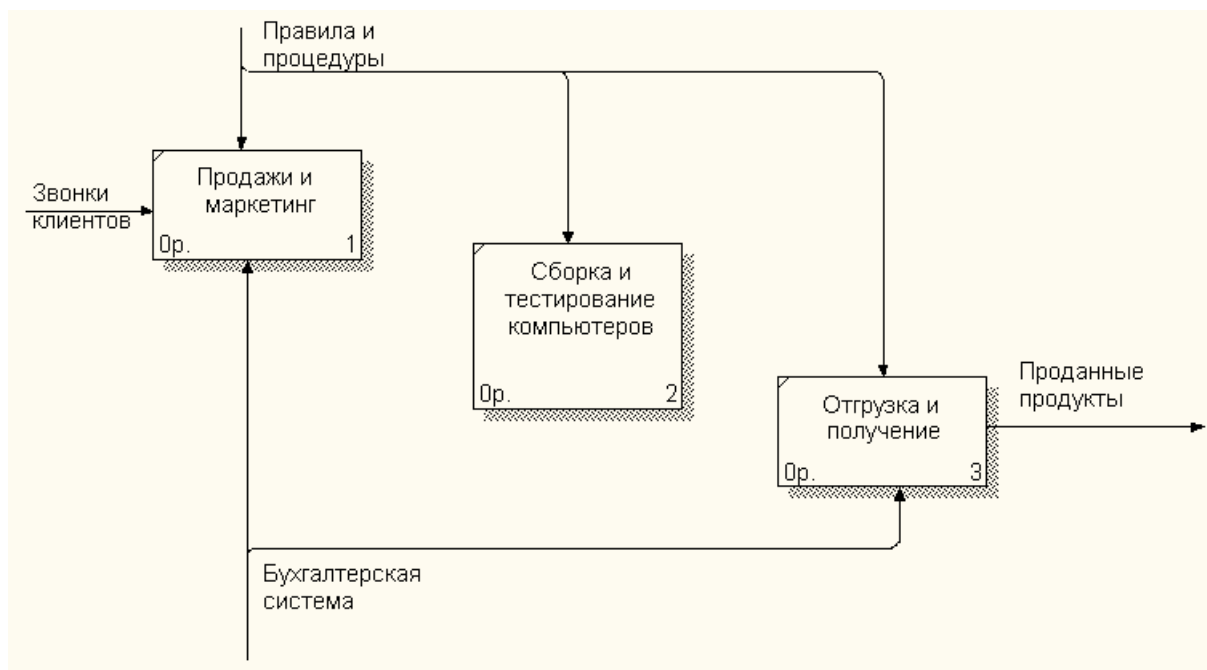 Правила и
процедуры
Звонки
клиентов
Продажи и
маркетинг
0р. 1
Сборка и
тестирование
компьютеров
0р. 2
Отгрузка и
получение
0р. 3
Проданные
продукты
Бухгалтерская
система